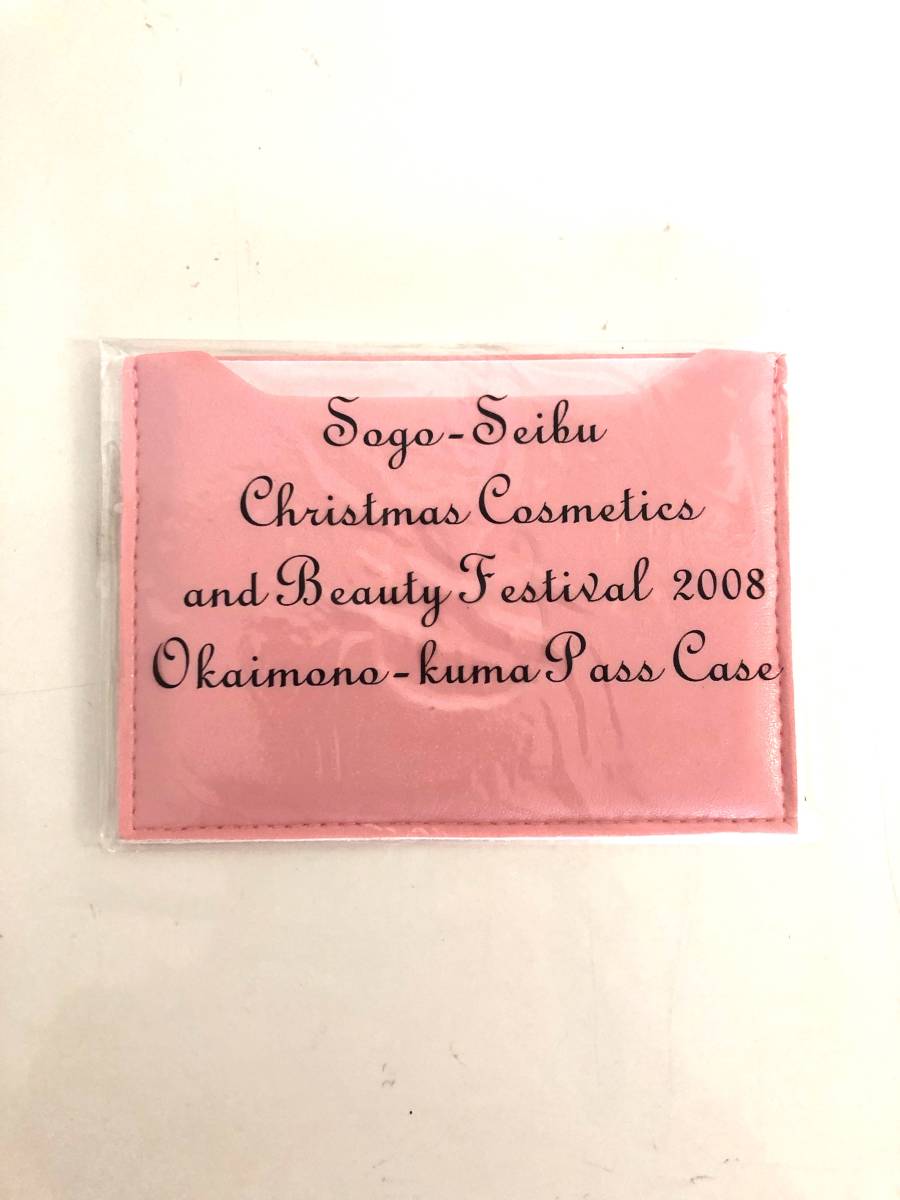 Sogo-Seibu
Christmas Cosmetics
and Beauty Festival 2008
Okaimono-kuma Pass Case